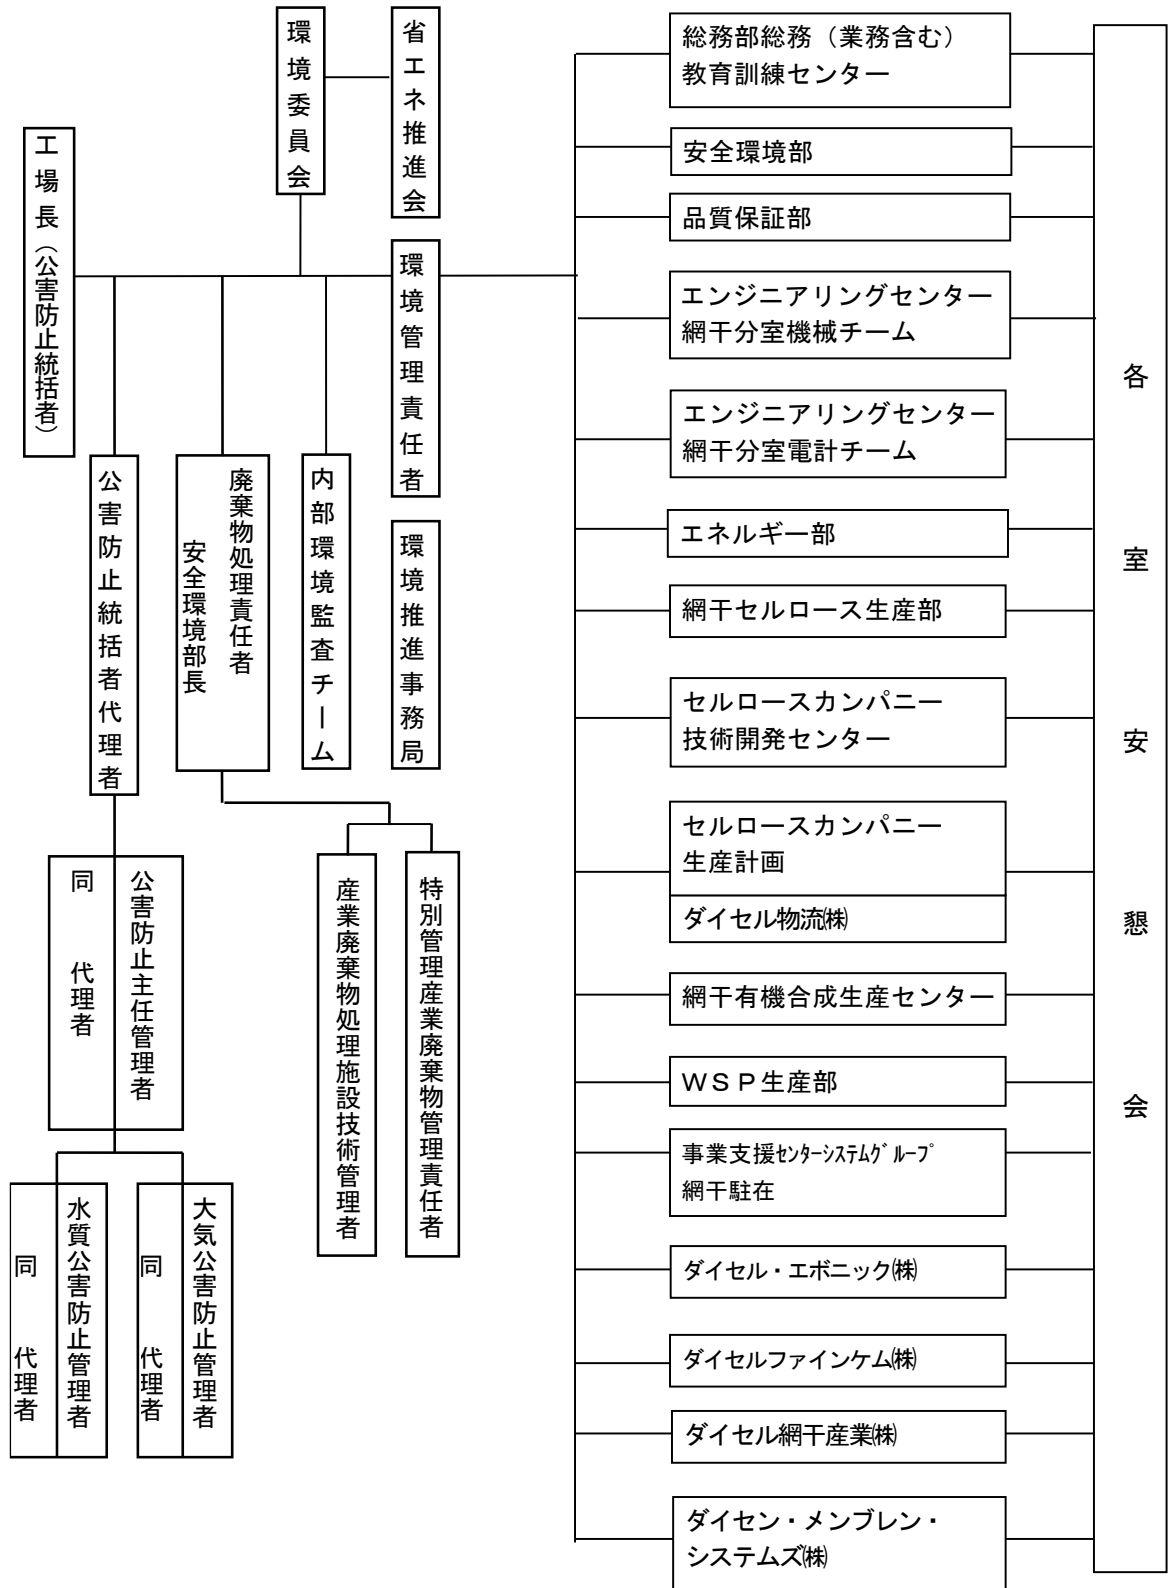 工場長（公害防止統括者）
環境委員会
省エネ推進会
環境管理責任者
環境推進事務局
内部環境監査チーム
廃棄物処理責任者
安全環境部長
公害防止統括者代理者
公害防止主任管理者
同　代理者
大気公害防止管理者
同　代理者
水質公害防止管理者
同　代理者
特別管理産業廃棄物管理責任者
産業廃棄物処理施設技術管理者
総務部総務（業務含む）
教育訓練センター
安全環境部
品質保証部
エンジニアリングセンター
網干分室機械チーム
エンジニアリングセンター
網干分室電計チーム
エネルギー部
網干セルロース生産部
セルロースカンパニー
技術開発センター
セルロースカンパニー
生産計画
ダイセル物流㈱
網干有機合成生産センター
ＷＳＰ生産部
事業支援ｾﾝﾀｰｼｽﾃﾑｸﾞﾙｰﾌﾟ
網干駐在
ダイセル・エボニック㈱
ダイセルファインケム㈱
ダイセル網干産業㈱
ダイセン・メンブレン・
システムズ㈱
各室安懇会